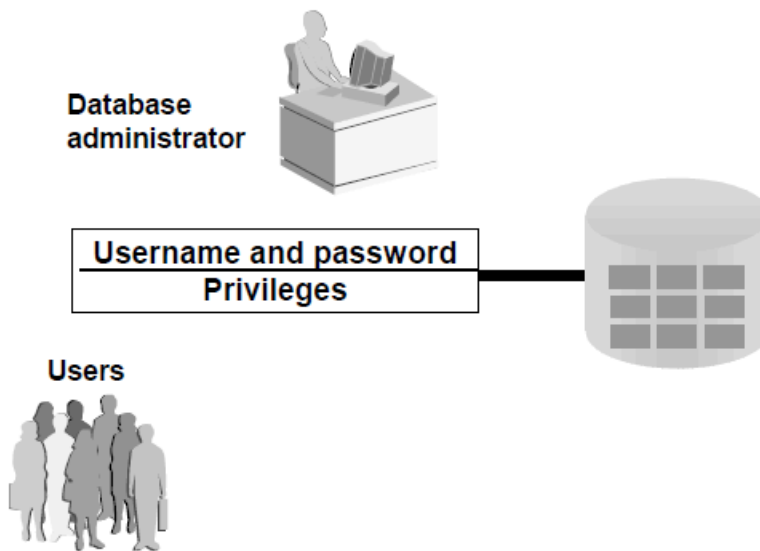 Database
administrator
Username and password
Privileges
Users